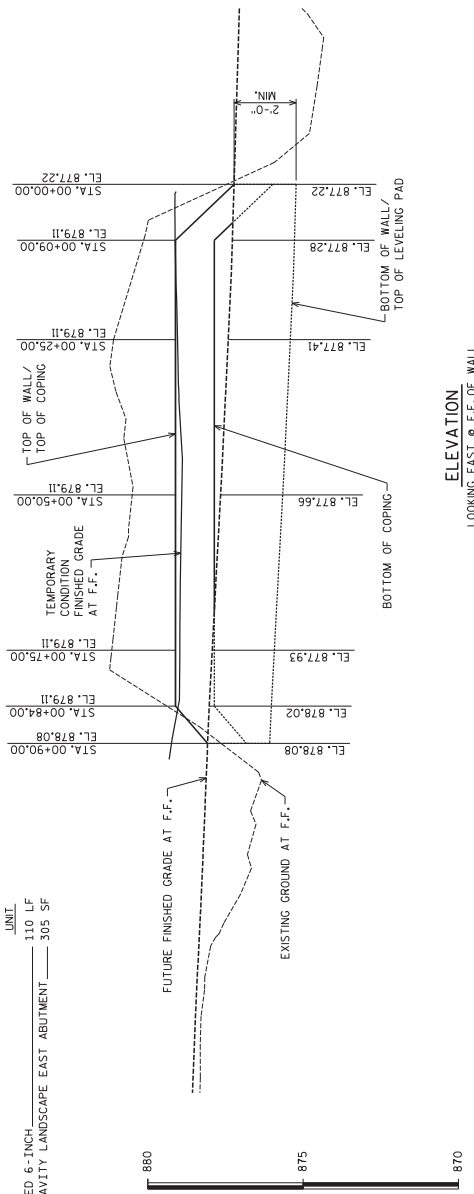 UNIT
ED 6-INCH 110 LF
AVITY LANDSCAPE EAST ABUTMENT 305 SF
STA. 00+90.00
EL. 878.08
STA. 00+84.00
EL. 879.11
STA. 00+75.00
EL. 879.11
STA. 00+50.00
EL. 879.11
STA. 00+25.00
EL. 879.11
STA. 00+09.00
EL. 879.11
STA. 00+00.00
EL. 877.22
TEMPORARY
CONDITION
FINISHED GRADE
AT F.F.
TOP OF WALL/
TOP OF COPING
2'-0"
MIN.
FUTURE FINISHED GRADE AT F.F.
EXISTING GROUND AT F.F.
EL. 878.08
EL. 878.02
EL. 877.93
EL. 877.66
EL. 877.41
EL. 877.28
EL. 877.22
BOTTOM OF COPING
BOTTOM OF WALL/
TOP OF LEVELING PAD
880
875
870
ELEVATION
LOOKING EAST @ F.F. OF WALL